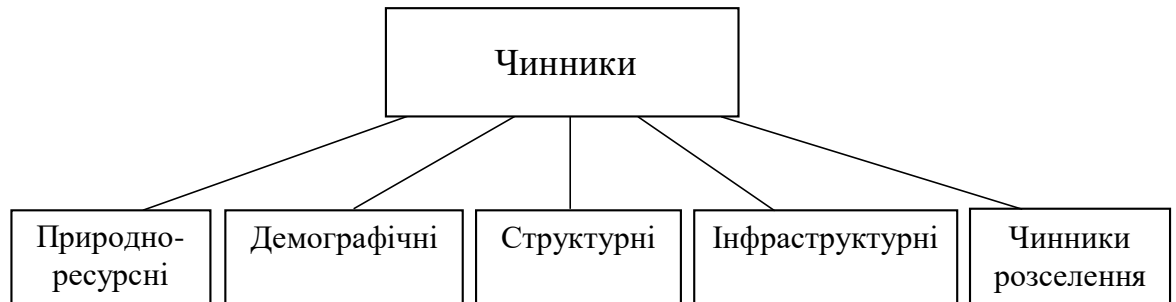 Чинники
Природно-
ресурсні
Демографічні
Структурні
Інфраструктурні
Чинники
розселення